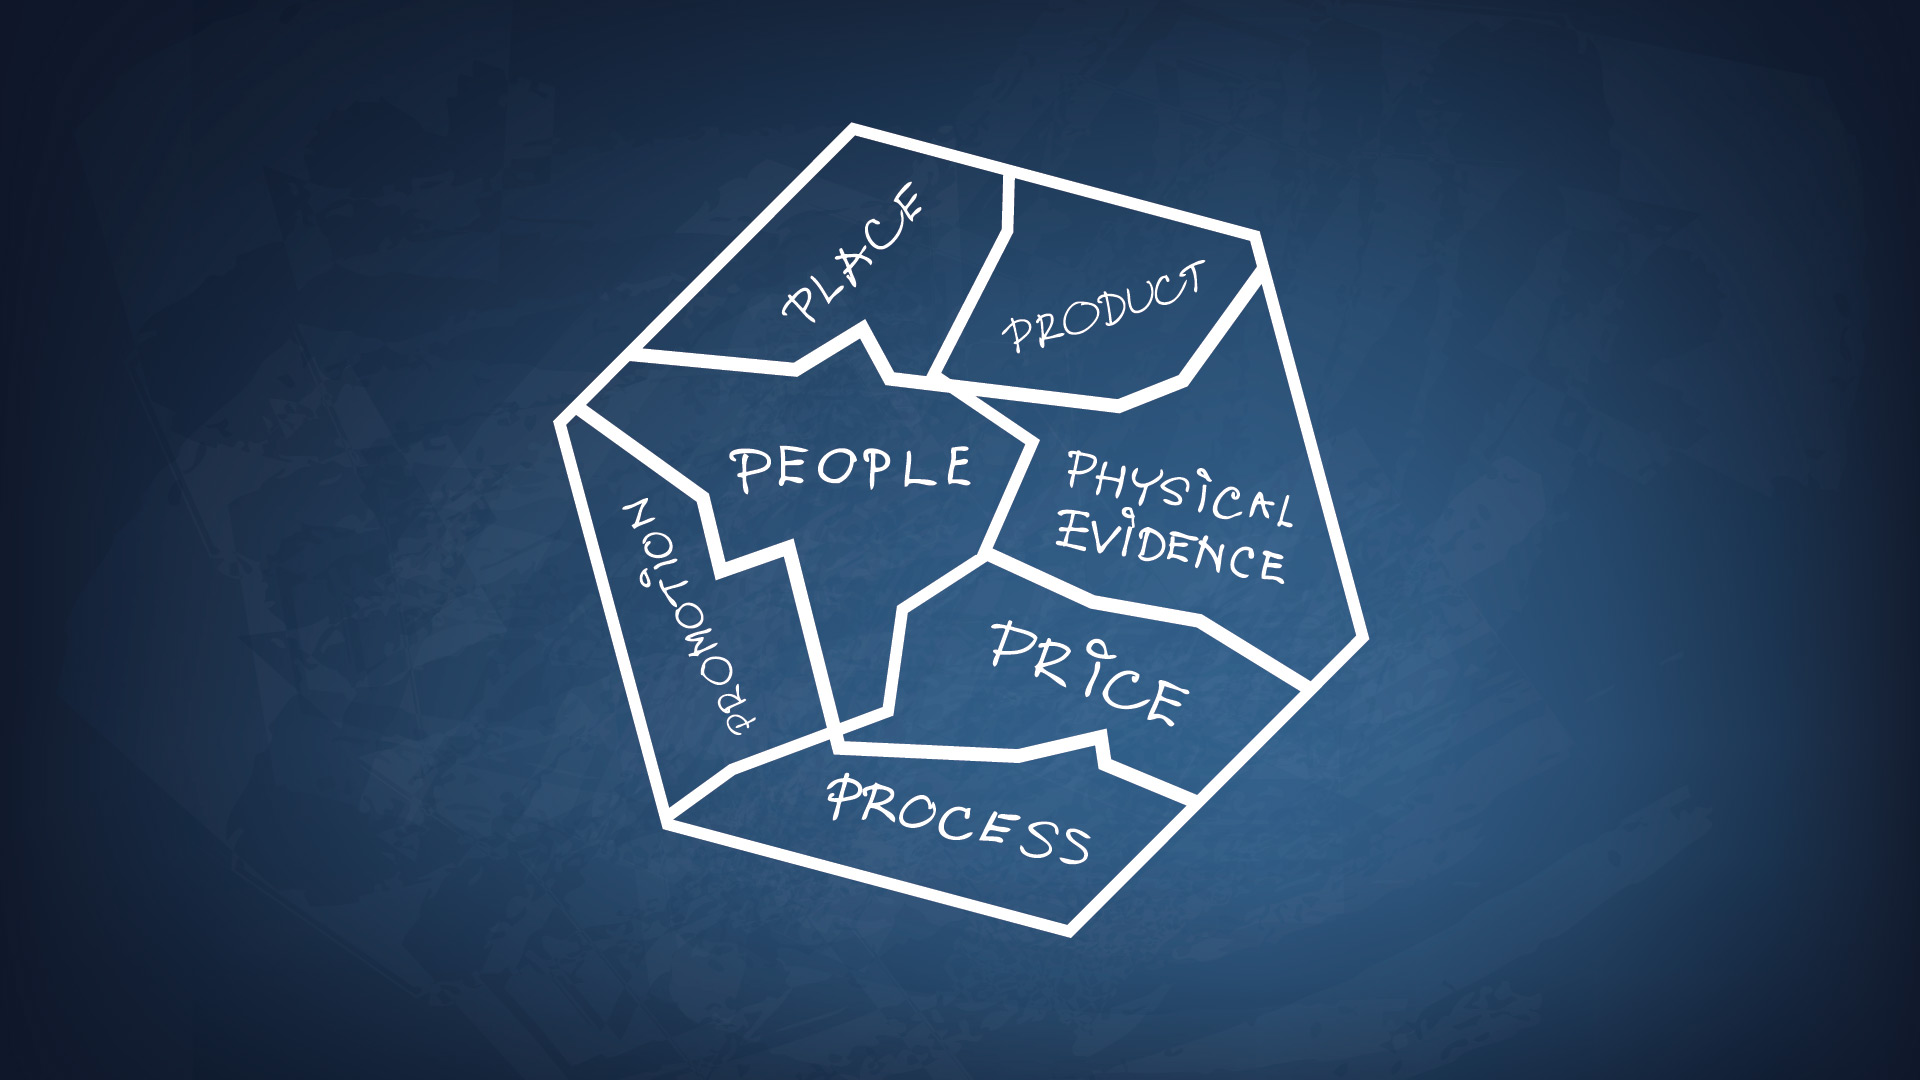 PLACE
PRODUCT
PEOPLE
PHYSICAL
EVIDENCE
PROMOTION
PRICE
PROCESS